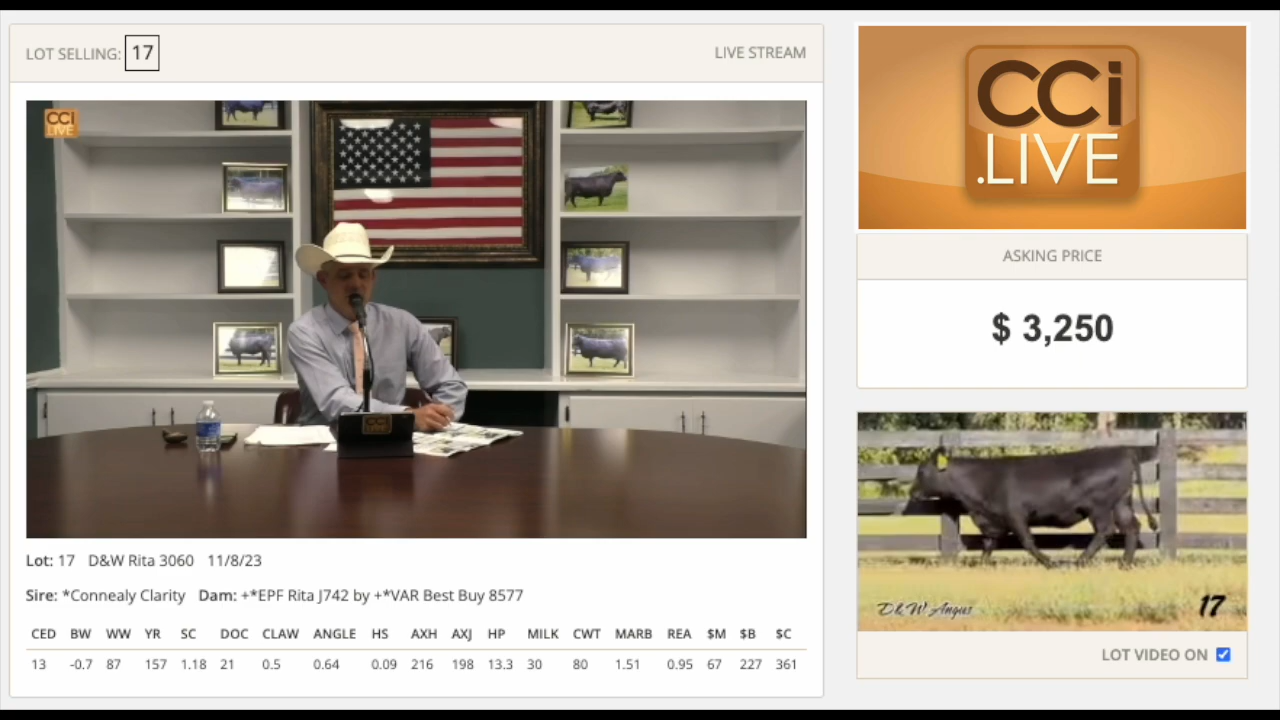 LOT SELLING: 17
LIVE STREAM
CCi
LIVE
CCi
LIVE
Lot: 17 D&W Rita 3060 11/8/23
Sire: *Connealy Clarity Dam: +*EPF Rita J742 by +*VAR Best Buy 8577
CED BW WW YR SC DOC CLAW ANGLE HS AXH AXJ HP MILK CWT MARB REA $M $B $C
13 -0.7 87 157 1.18 21 0.5 0.64 0.09 216 198 13.3 30 80 1.51 0.95 67 227 361
CCi
.LIVE
ASKING PRICE
$ 3,250
D&W Angus 17
LOT VIDEO ON